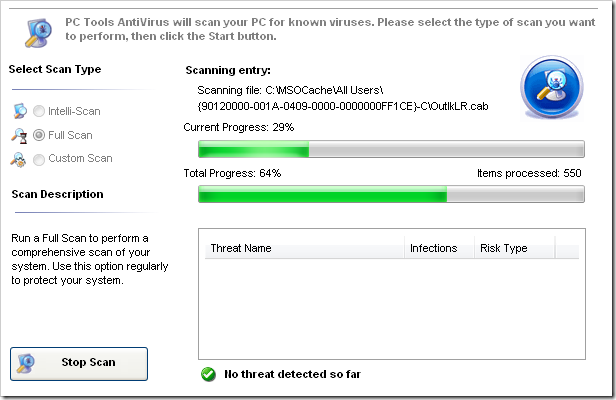 PC Tools AntiVirus will scan your PC for known viruses. Please select the type of scan you
want to perform, then click the Start button.
Select Scan Type
Intelli-Scan
Full Scan
Custom Scan
Scan Description
Run a Full Scan to perform a
comprehensive scan of your
system. Use this option regularly
to protect your system.
Stop Scan
Scanning entry:
Scanning file: C:\MSOCache\All Users\
{90120000-001A-0409-0000-0000000FF1CE}-C\OutlkLR.cab
Current Progress: 29%
Total Progress: 64% Items processed: 550
Threat Name Infections Risk Type
No threat detected so far